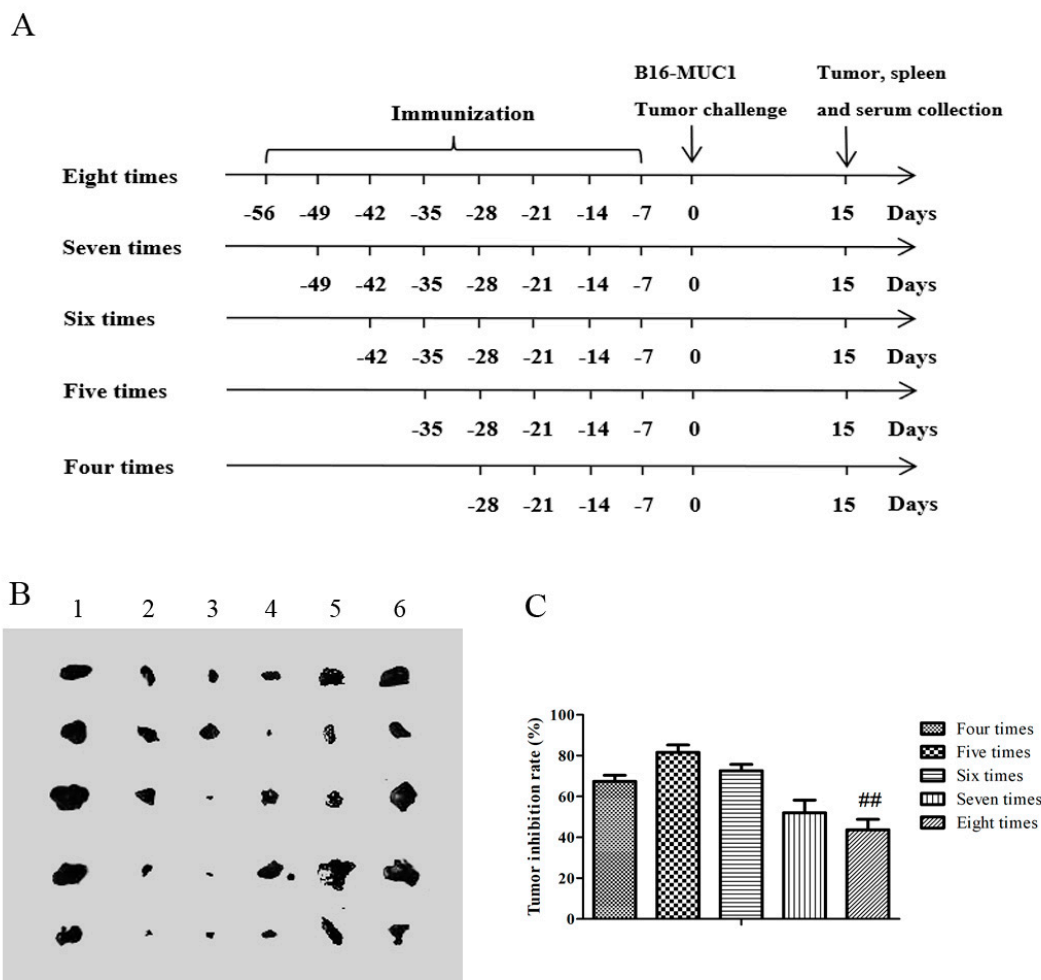 A
B16-MUC1
Tumor challenge
Tumor, spleen
and serum collection
Immunization
Eight times
-56 -49 -42 -35 -28 -21 -14 -7 0 15 Days
Seven times
-49 -42 -35 -28 -21 -14 -7 0 15 Days
Six times
-42 -35 -28 -21 -14 -7 0 15 Days
Five times
-35 -28 -21 -14 -7 0 15 Days
Four times
-28 -21 -14 -7 0 15 Days
B
1 2 3 4 5 6
C
Tumor inhibition rate (%)
100
80
60
40
20
0
##
Four times
Five times
Six times
Seven times
Eight times